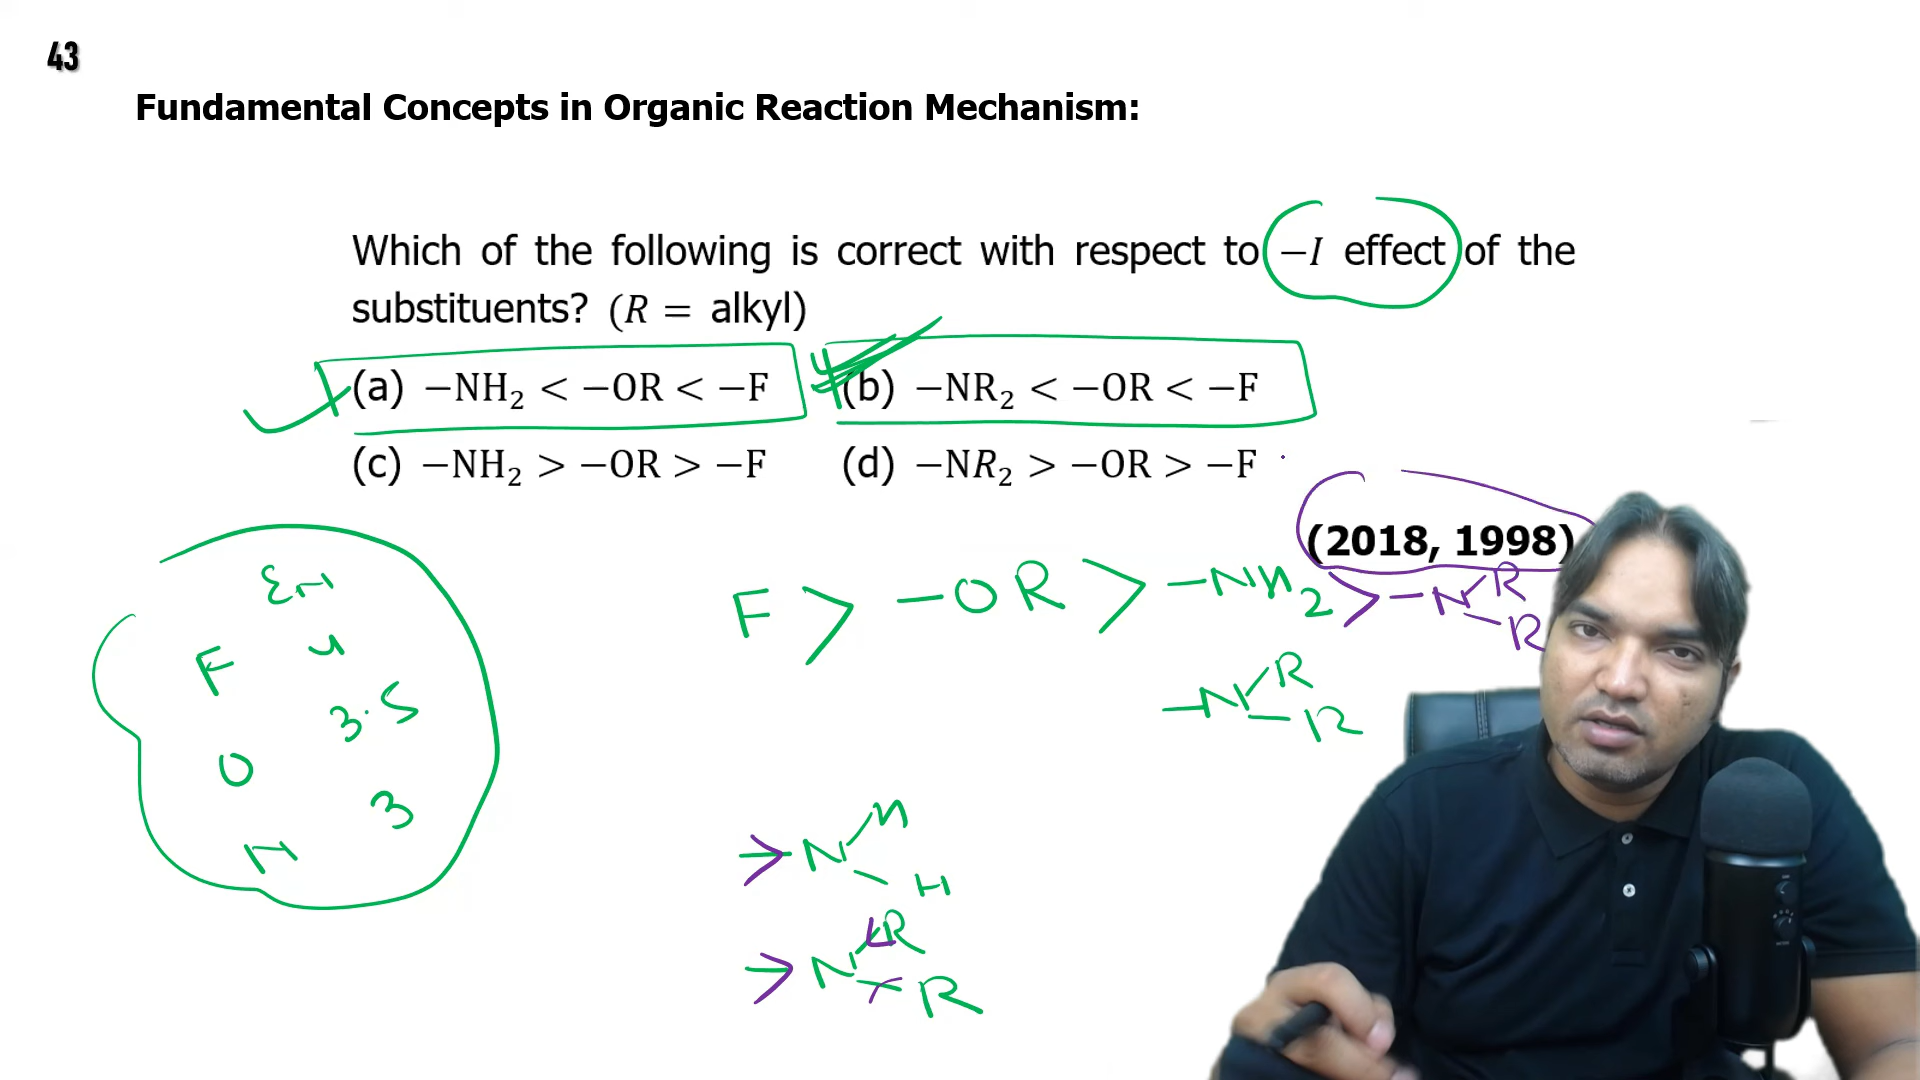 43
Fundamental Concepts in Organic Reaction Mechanism:
Which of the following is correct with respect to −I effect of the
substituents? (R = alkyl)
(a) −NH₂ < −OR < −F (b) −NR₂ < −OR < −F
(c) −NH₂ > −OR > −F (d) −NR₂ > −OR > −F
(2018, 1998)
F > −OR > −NH₂ > −N R R
−N R R
EN
F 4
O 3.5
N 3
N H H
N R R